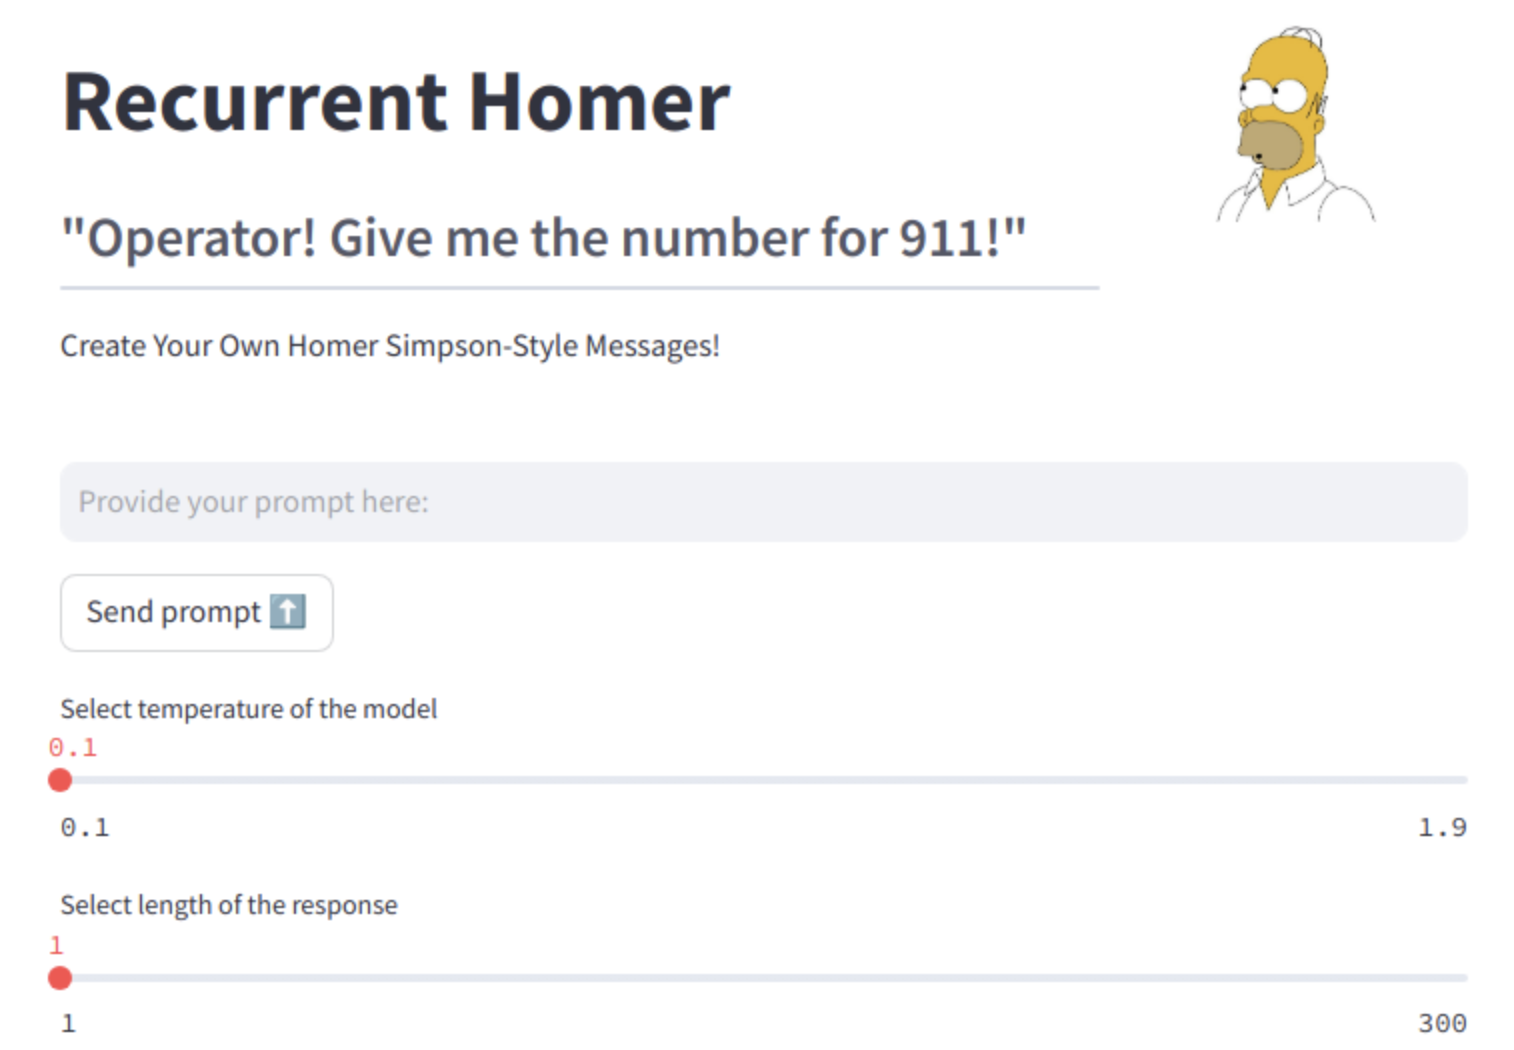 Recurrent Homer
"Operator! Give me the number for 911!"
Create Your Own Homer Simpson-Style Messages!
Provide your prompt here:
Send prompt ⬆️
Select temperature of the model
0.1
0.1 1.9
Select length of the response
1
1 300